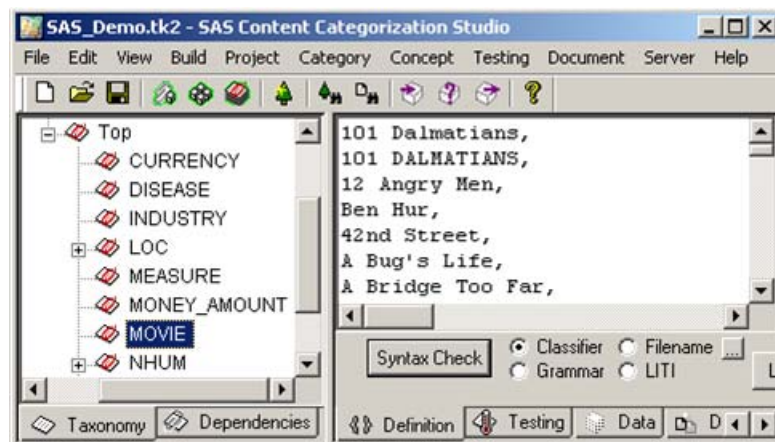 SAS_Demo.tk2 - SAS Content Categorization Studio
File Edit View Build Project Category Concept Testing Document Server Help
Top
CURRENCY
DISEASE
INDUSTRY
LOC
MEASURE
MONEY_AMOUNT
MOVIE
NHUM
Taxonomy Dependencies
101 Dalmatians,
101 DALMATIANS,
12 Angry Men,
Ben Hur,
42nd Street,
A Bug's Life,
A Bridge Too Far,
Syntax Check
Classifier Filename ...
Grammar LITI
L
Definition Testing Data D